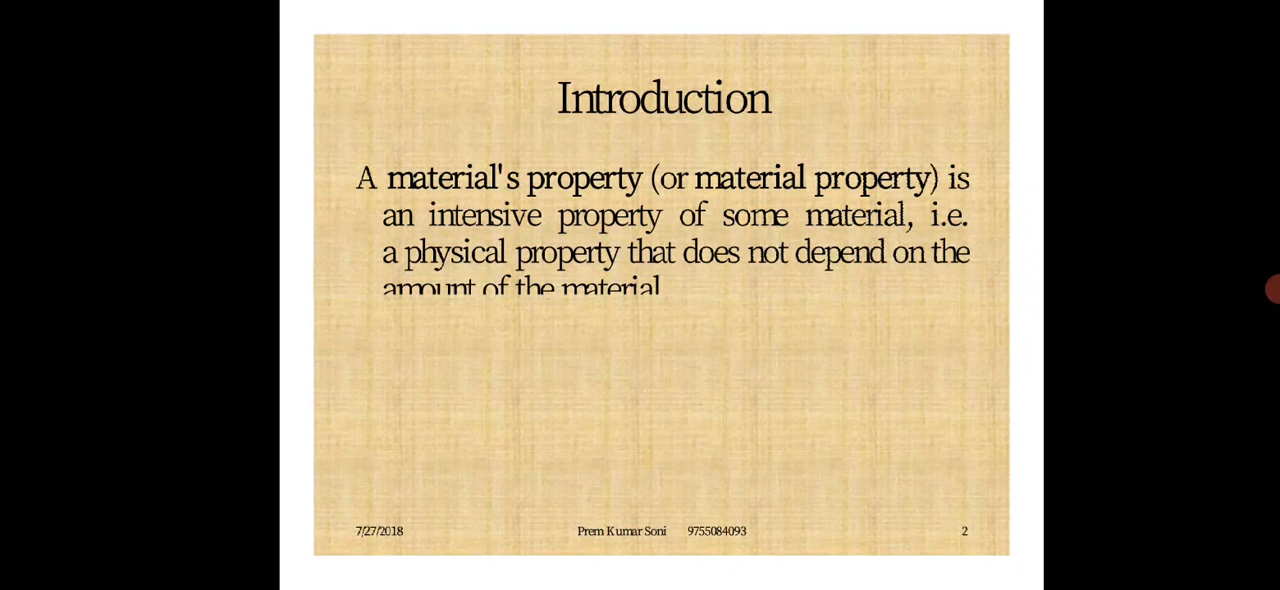 Introduction
A material's property (or material property) is
an intensive property of some material, i.e.
a physical property that does not depend on the
amount of the material
7/27/2018 Prem Kumar Soni 9755084093 2